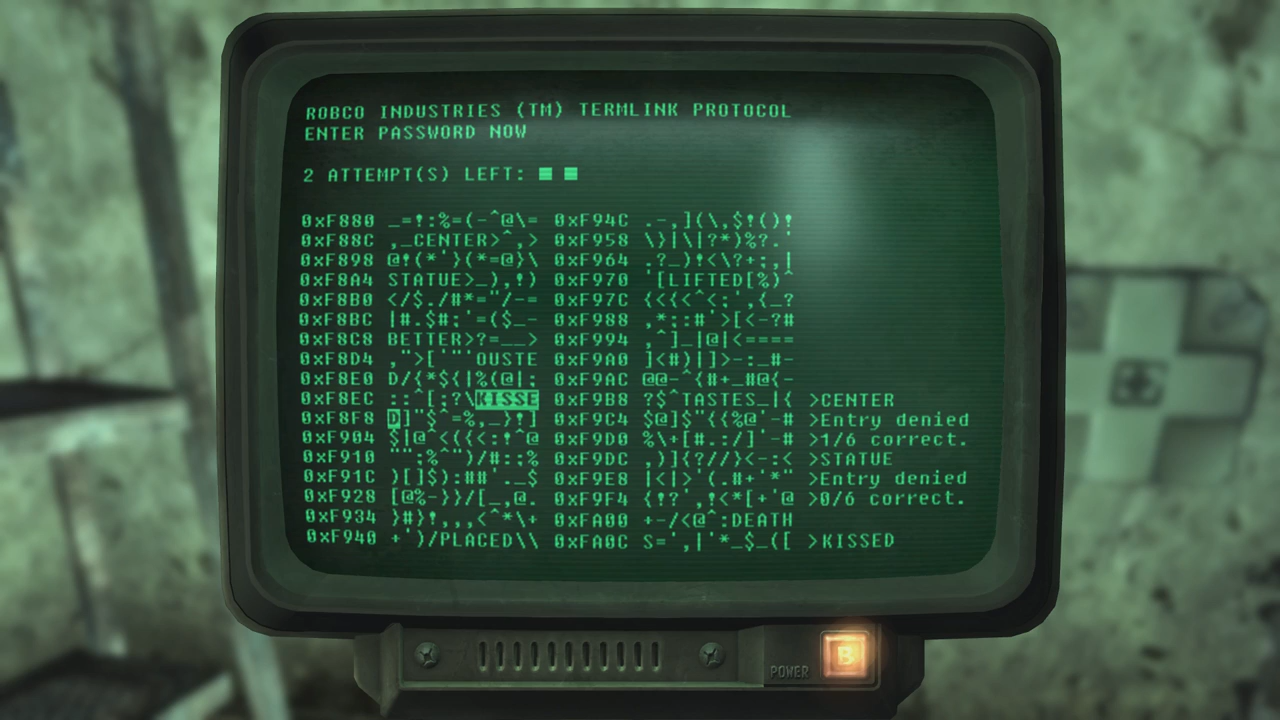 ROBCO INDUSTRIES (TM) TERMLINK PROTOCOL
ENTER PASSWORD NOW
2 ATTEMPT(S) LEFT: ■ ■
0xF880 _=!:%=(-^@\= 0xF94C .-,](\,$!()!
0xF88C ,_CENTER>^,> 0xF958 \}|\|?*)%?.'
0xF898 @!(*'}(*=@}\ 0xF964 .?_)!<\?+;,|
0xF8A4 STATUE>_),!) 0xF970 '[LIFTED[%)^
0xF8B0 </$./#*="/-= 0xF97C {<<<^<;',{_?
0xF8BC |#.$#;'=($_- 0xF988 ,*;:#'>[<-?#
0xF8C8 BETTER>?=__> 0xF994 ,^]_|@|<====
0xF8D4 ,">['"'OUSTE 0xF9A0 ]<#)|]>-:_#-
0xF8E0 D/{*${|%(@|; 0xF9AC @@-^{#+_#@{-
0xF8EC ::^[;?\KISSE 0xF9B8 ?$^TASTES_|{ >CENTER
0xF8F8 D]"$^=%,_}!] 0xF9C4 $@]$"{{%@'-# >Entry denied
0xF904 $|@^<({<:!^@ 0xF9D0 %\+[#.:/]'-# >1/6 correct.
0xF910 "";%^")/#:;% 0xF9DC ,)]{?//}<-:< >STATUE
0xF91C )[]$):##'._$ 0xF9E8 |<|>'(.#+'*" >Entry denied
0xF928 [@%-}}/[_,@. 0xF9F4 {!?',!<*[+'@ >0/6 correct.
0xF934 }#}!,,,<^*\+ 0xFA00 +-/<@^:DEATH
0xF940 +')/PLACED\\ 0xFA0C S=',|'*_$_([ >KISSED
POWER
B